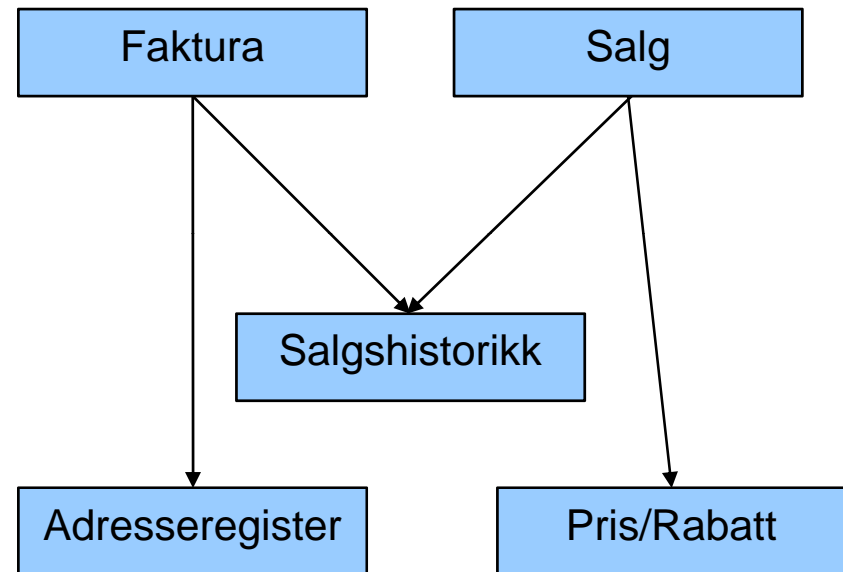 Faktura
Salg
Salgshistorikk
Adresseregister
Pris/Rabatt